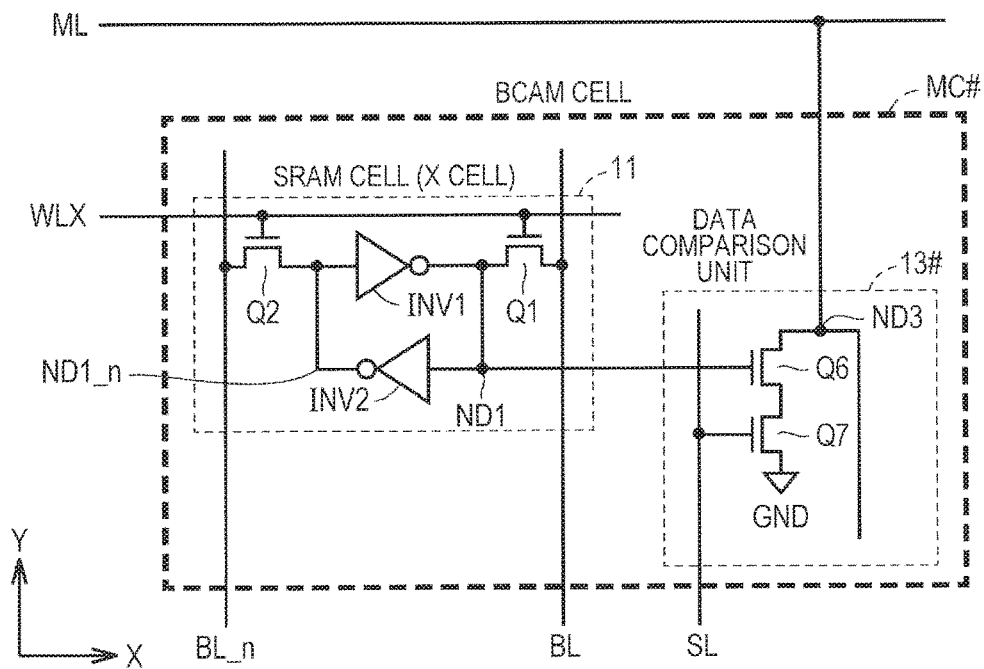 ML
BCAM CELL
MC#
SRAM CELL (X CELL)
11
WLX
DATA
COMPARISON
UNIT
13#
Q2
INV1
Q1
ND3
ND1_n
INV2
ND1
Q6
Q7
GND
Y
X
BL_n
BL
SL